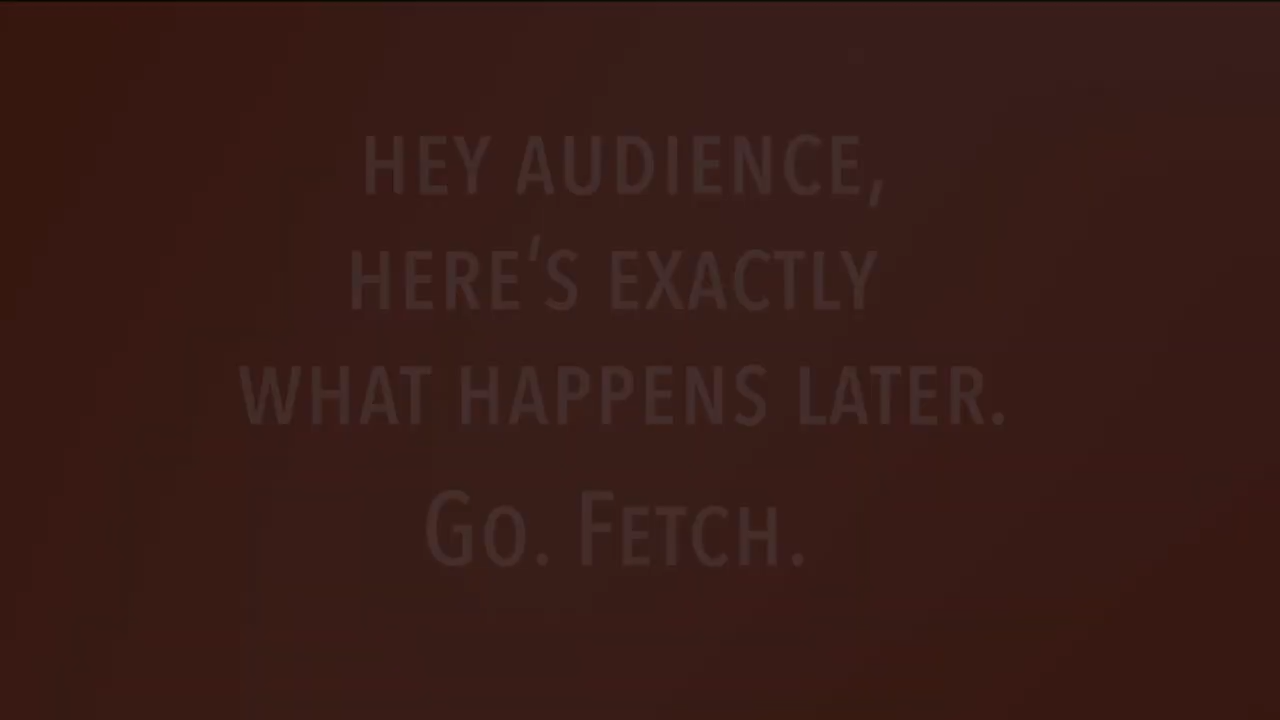 HEY AUDIENCE,
HERE'S EXACTLY
WHAT HAPPENS LATER.
GO. FETCH.